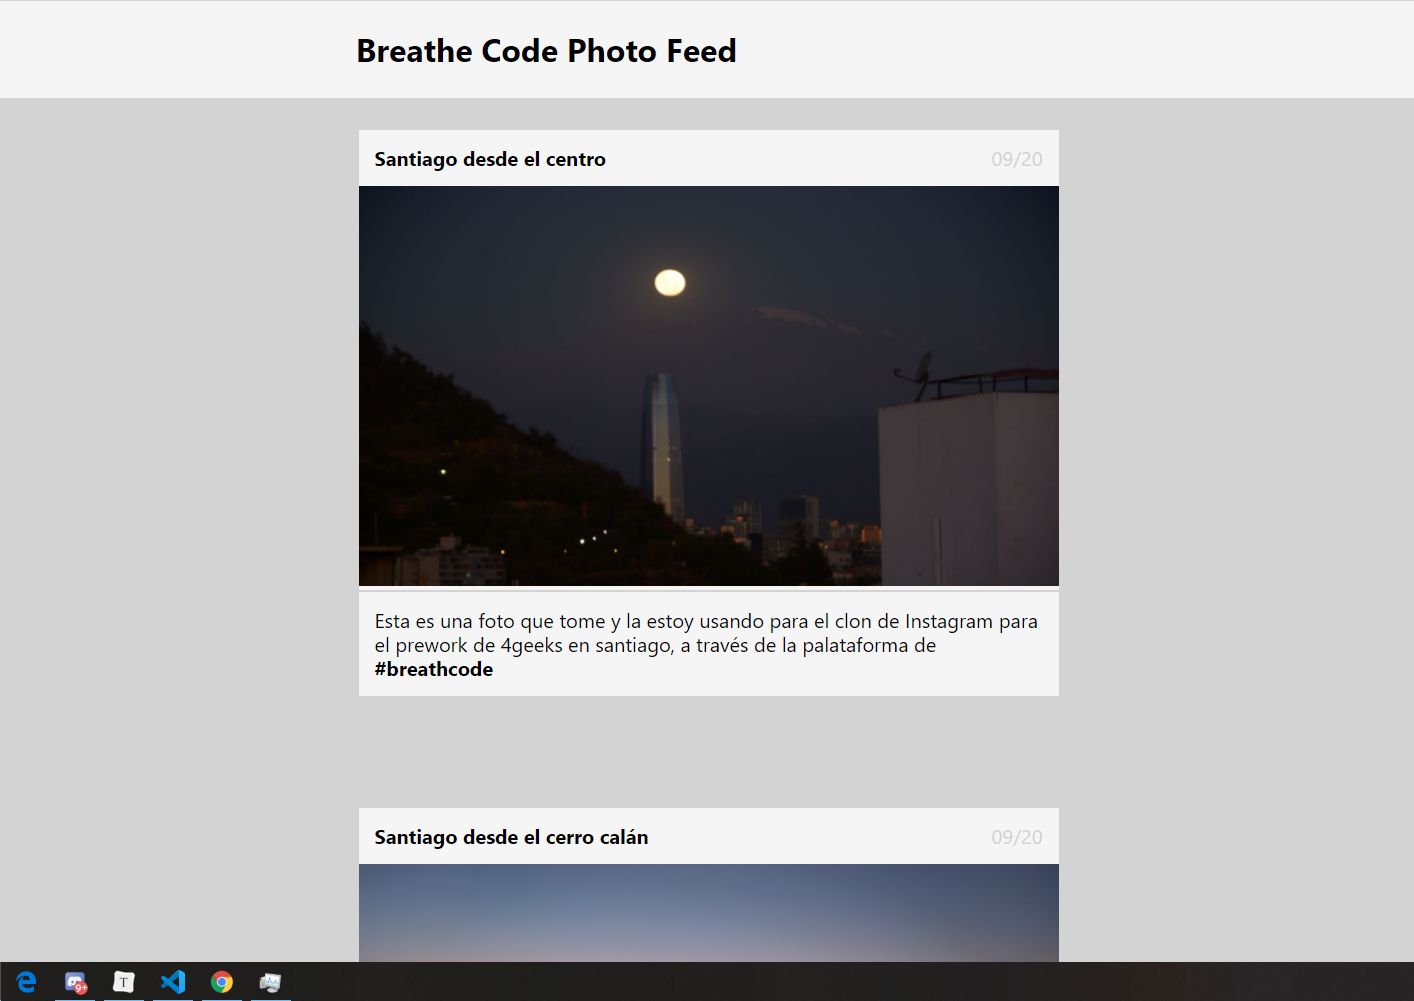 Breathe Code Photo Feed
Santiago desde el centro 09/20
Esta es una foto que tome y la estoy usando para el clon de Instagram para
el prework de 4geeks en santiago, a través de la palataforma de
#breathcode
Santiago desde el cerro calán 09/20
9+ T